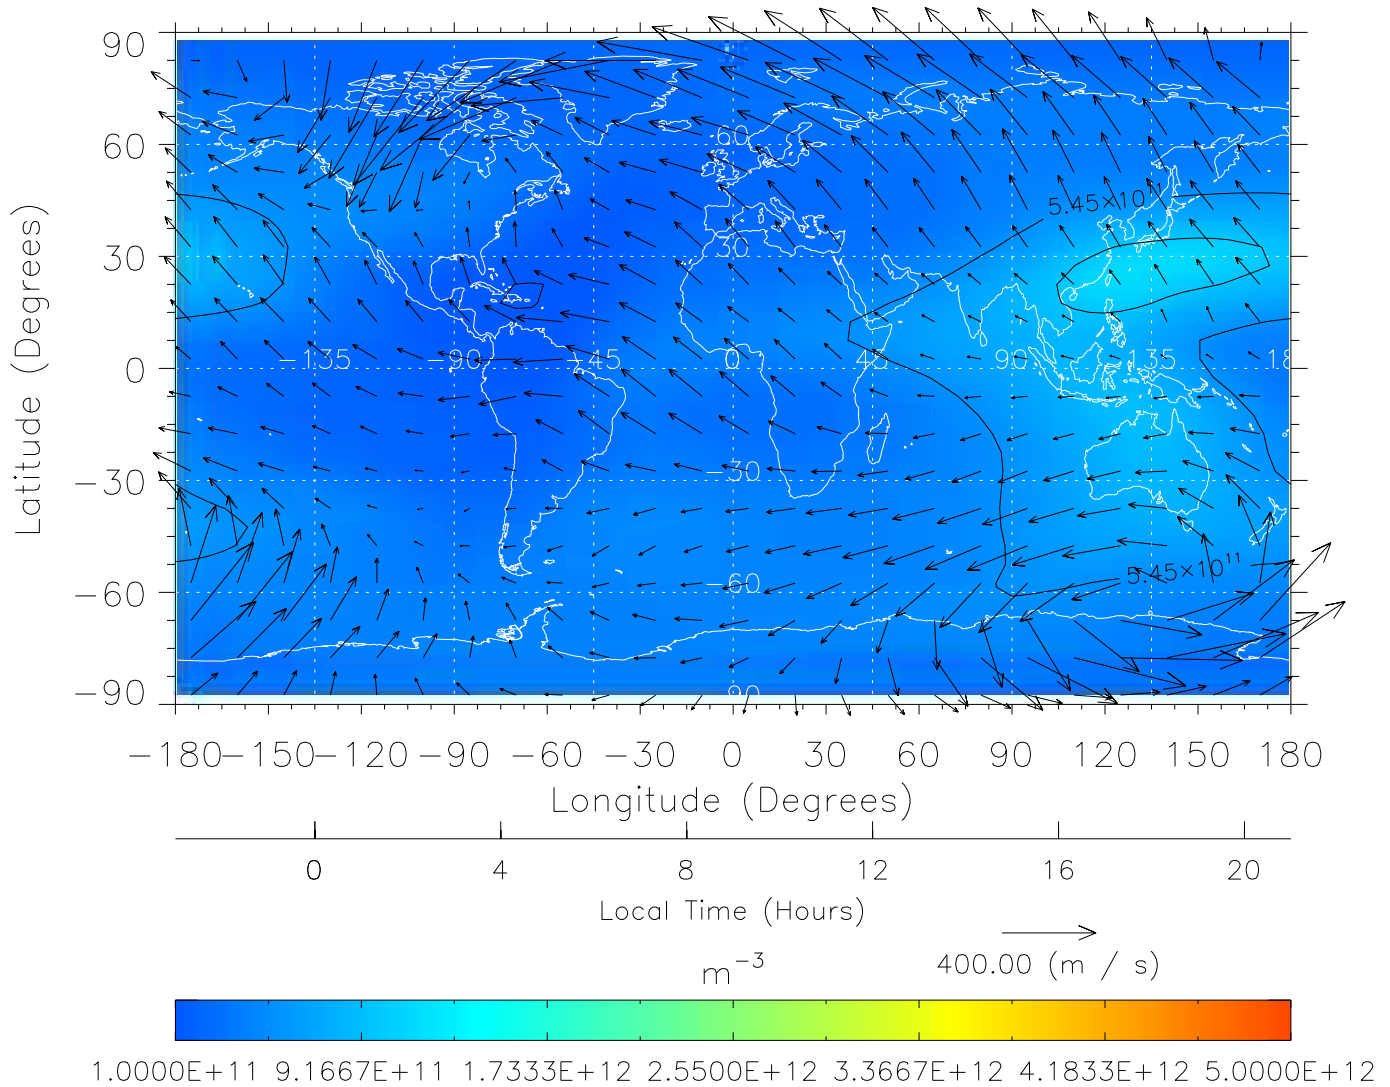 90
60
30
0
−30
−60
−90
Latitude (Degrees)
60
30
−135 −90 −45 0 45 90 135 18
−30
−60
−90
5.45×10¹¹
5.45×10¹¹
−180 −150 −120 −90 −60 −30 0 30 60 90 120 150 180
Longitude (Degrees)
0 4 8 12 16 20
Local Time (Hours)
m⁻³
400.00 (m / s)
1.0000E+11 9.1667E+11 1.7333E+12 2.5500E+12 3.3667E+12 4.1833E+12 5.0000E+12